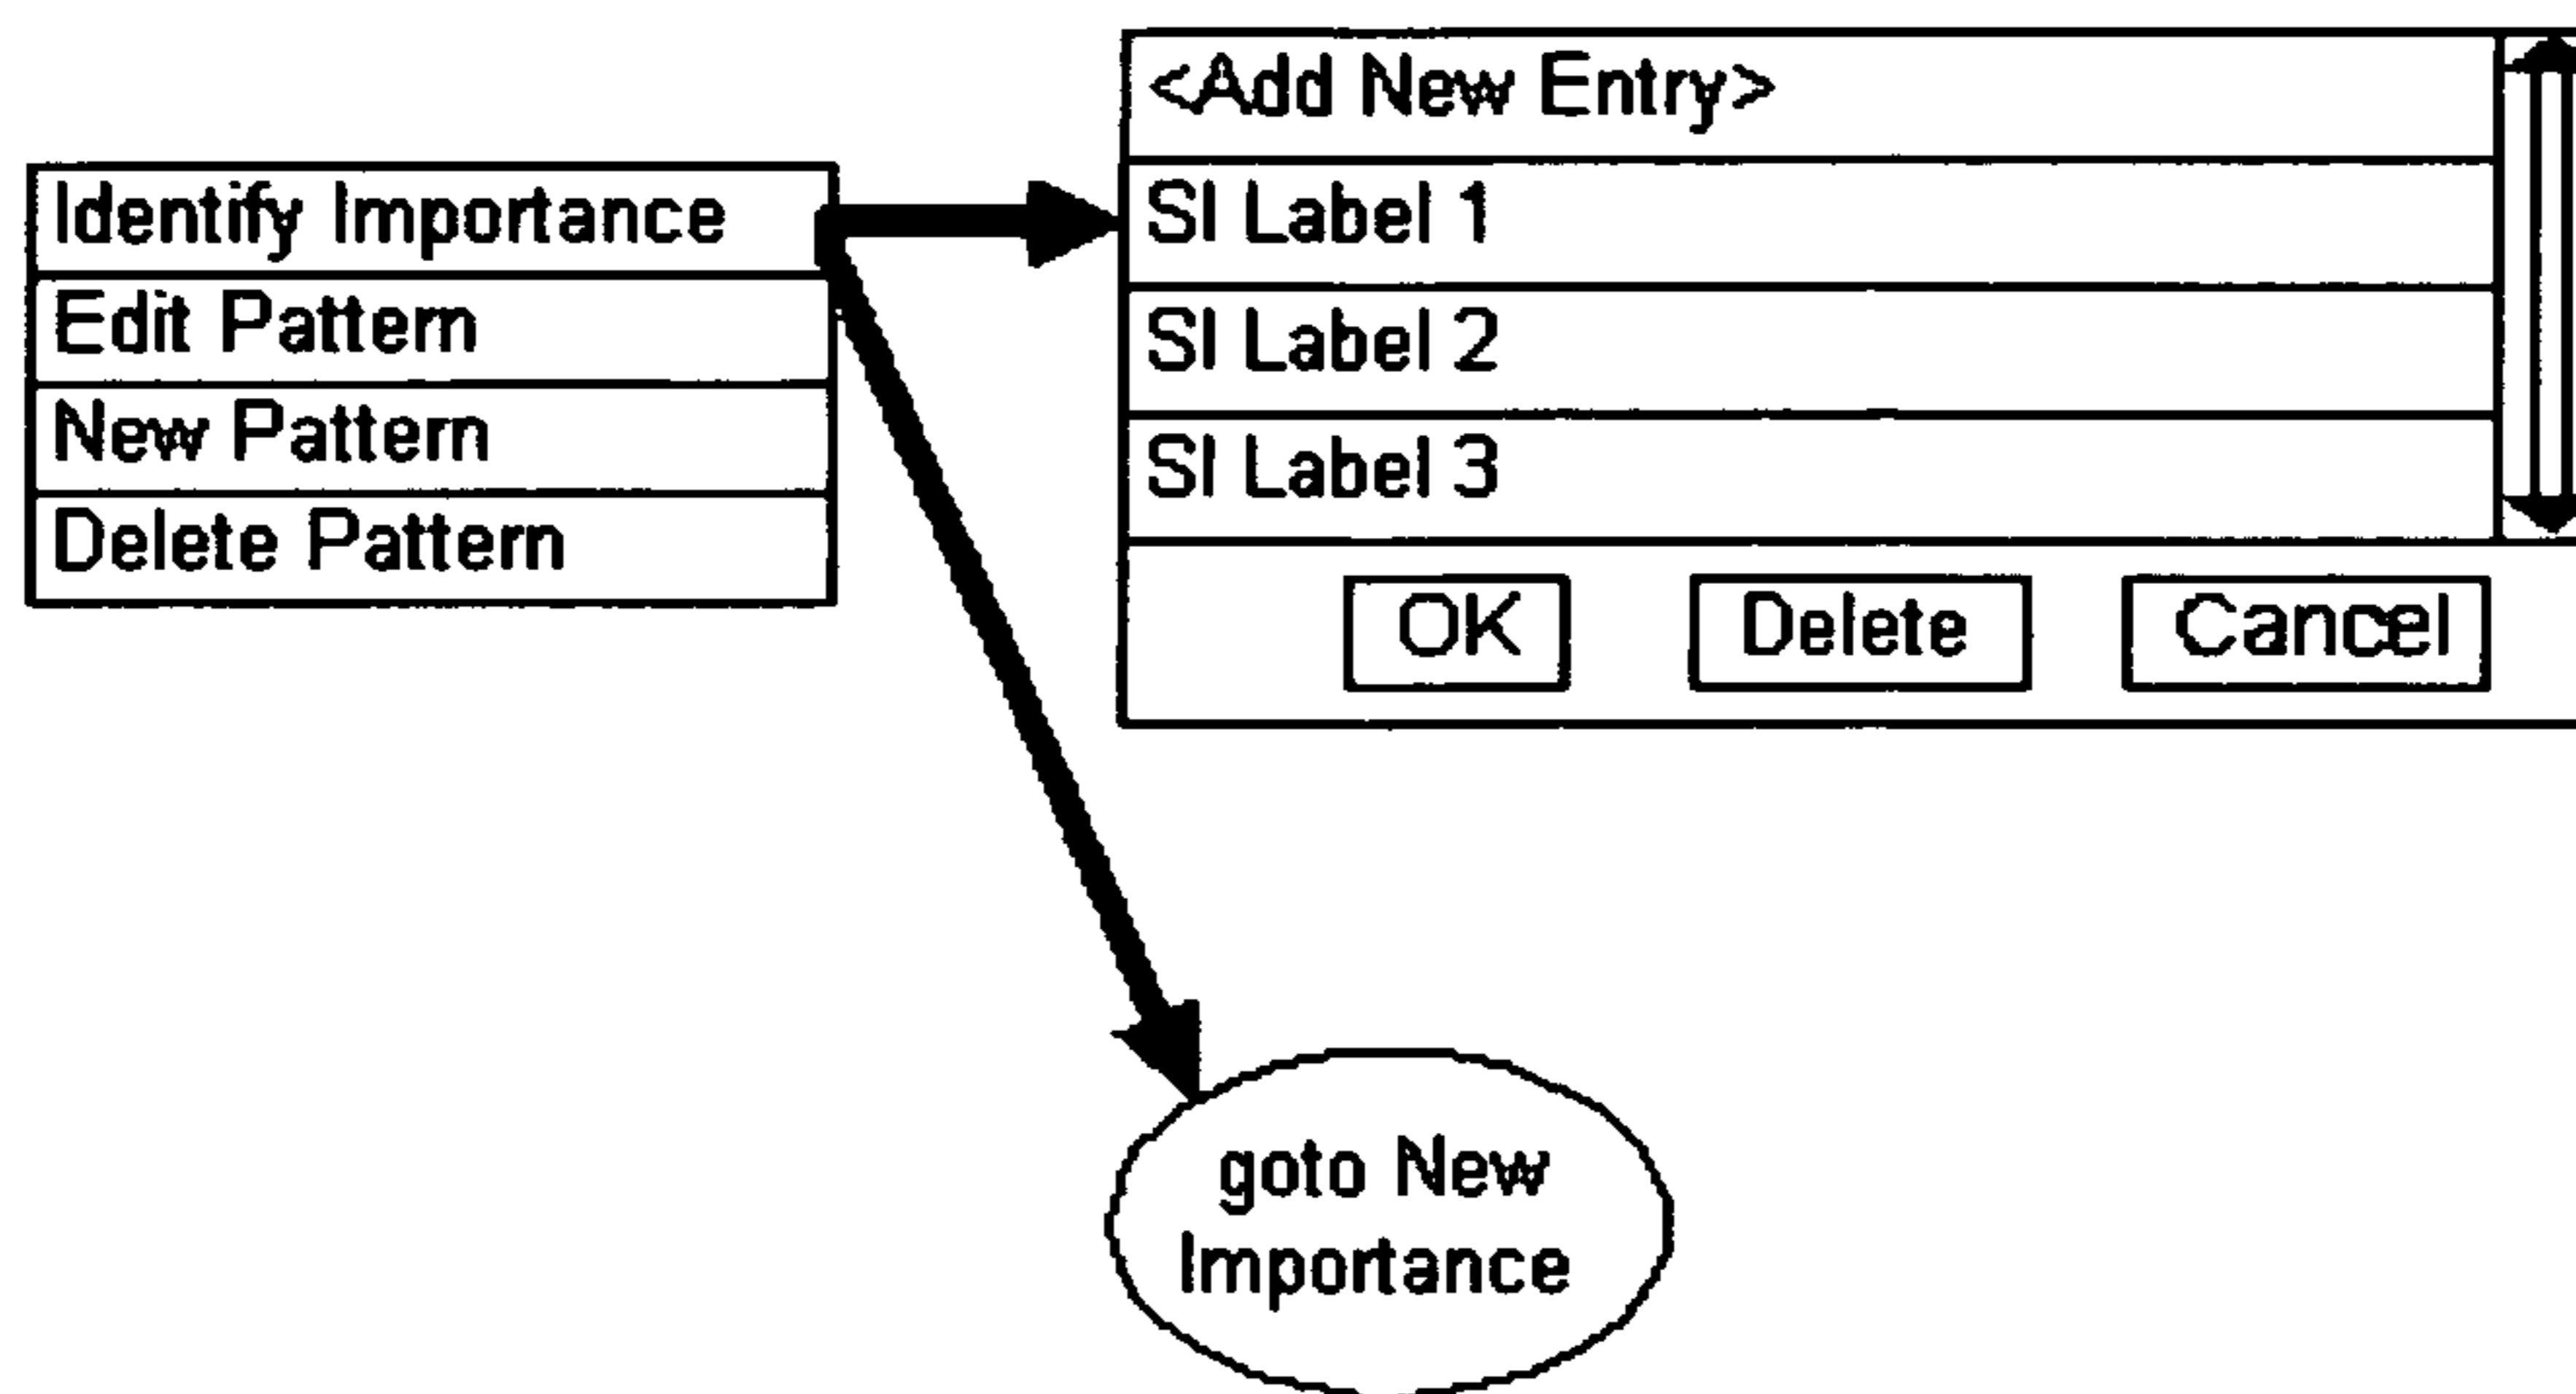 Identify Importance
Edit Pattern
New Pattern
Delete Pattern
<Add New Entry>
SI Label 1
SI Label 2
SI Label 3
OK
Delete
Cancel
goto New
Importance